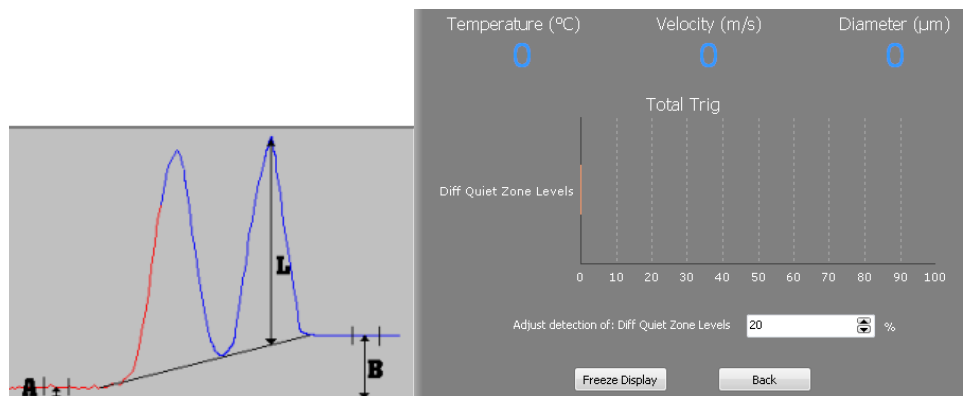 Temperature (ºC) Velocity (m/s) Diameter (µm)
0 0 0
Total Trig
Diff Quiet Zone Levels
0 10 20 30 40 50 60 70 80 90 100
Adjust detection of: Diff Quiet Zone Levels 20 %
Freeze Display Back
L
A
B